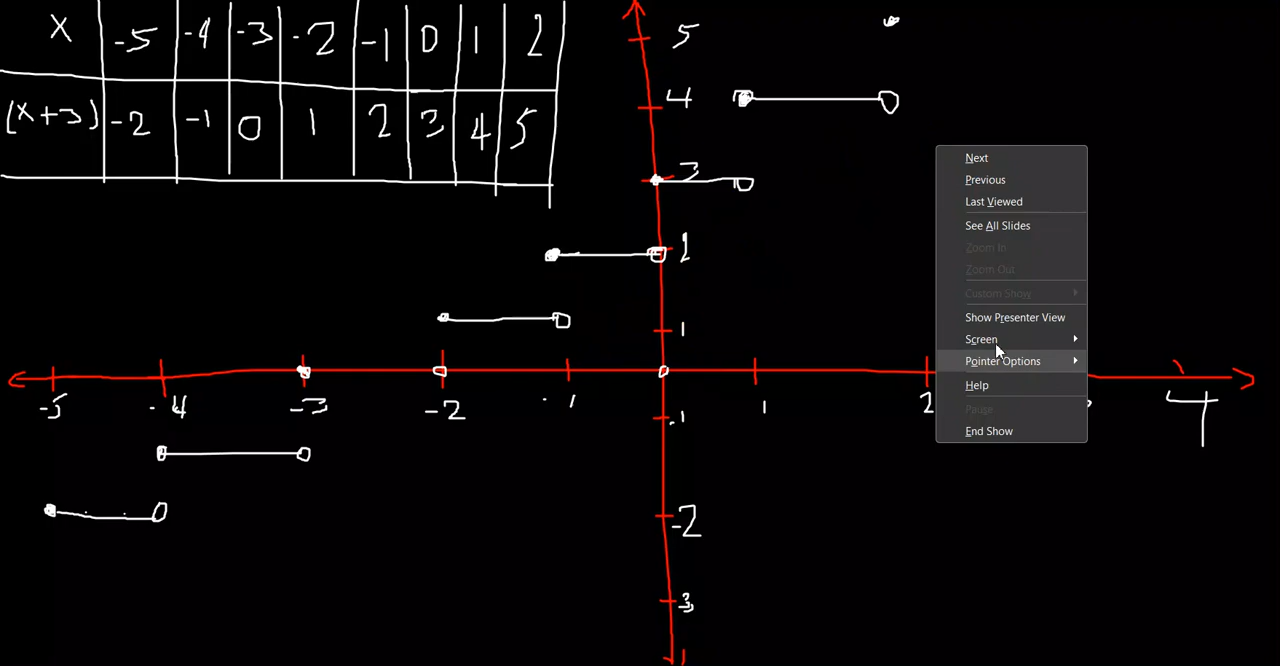 X -5 -4 -3 -2 -1 0 1 2
(X+3) -2 -1 0 1 2 3 4 5
5
4
3
2
1
-5 -4 -3 -2 -1 1 2 4
-1
-2
3
Next
Previous
Last Viewed
See All Slides
Zoom In
Zoom Out
Custom Show
Show Presenter View
Screen
Pointer Options
Help
Pause
End Show